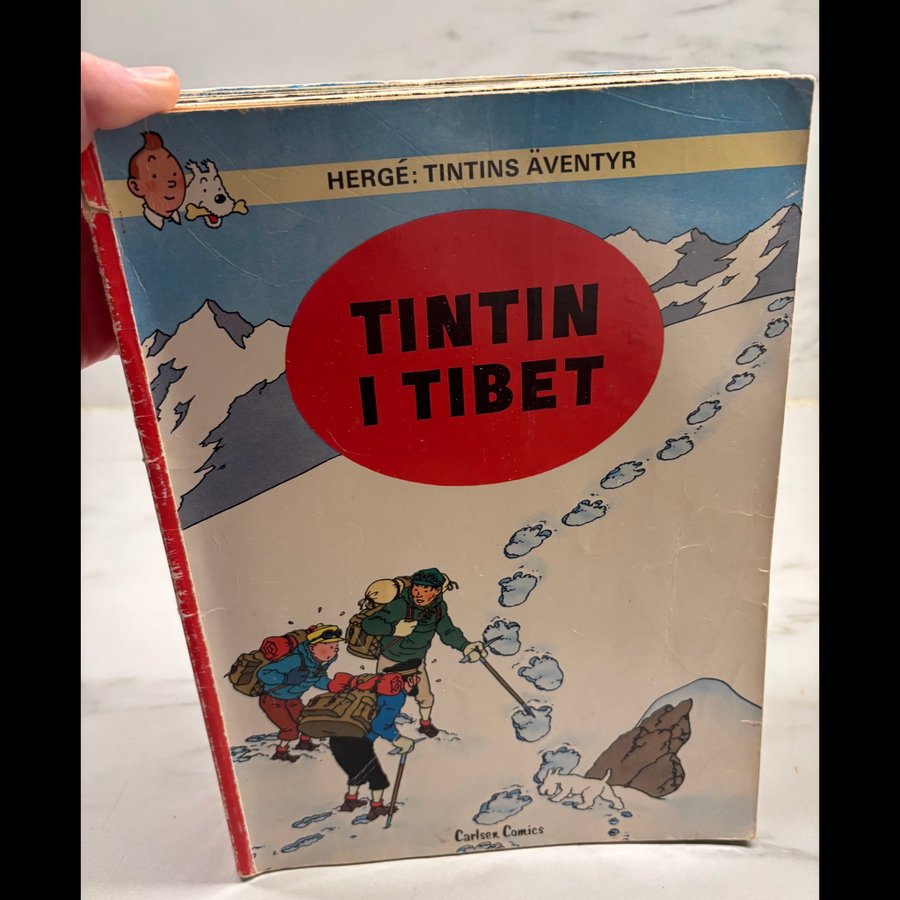 HERGÉ: TINTINS ÄVENTYR
TINTIN
I TIBET
Carlsen Comics